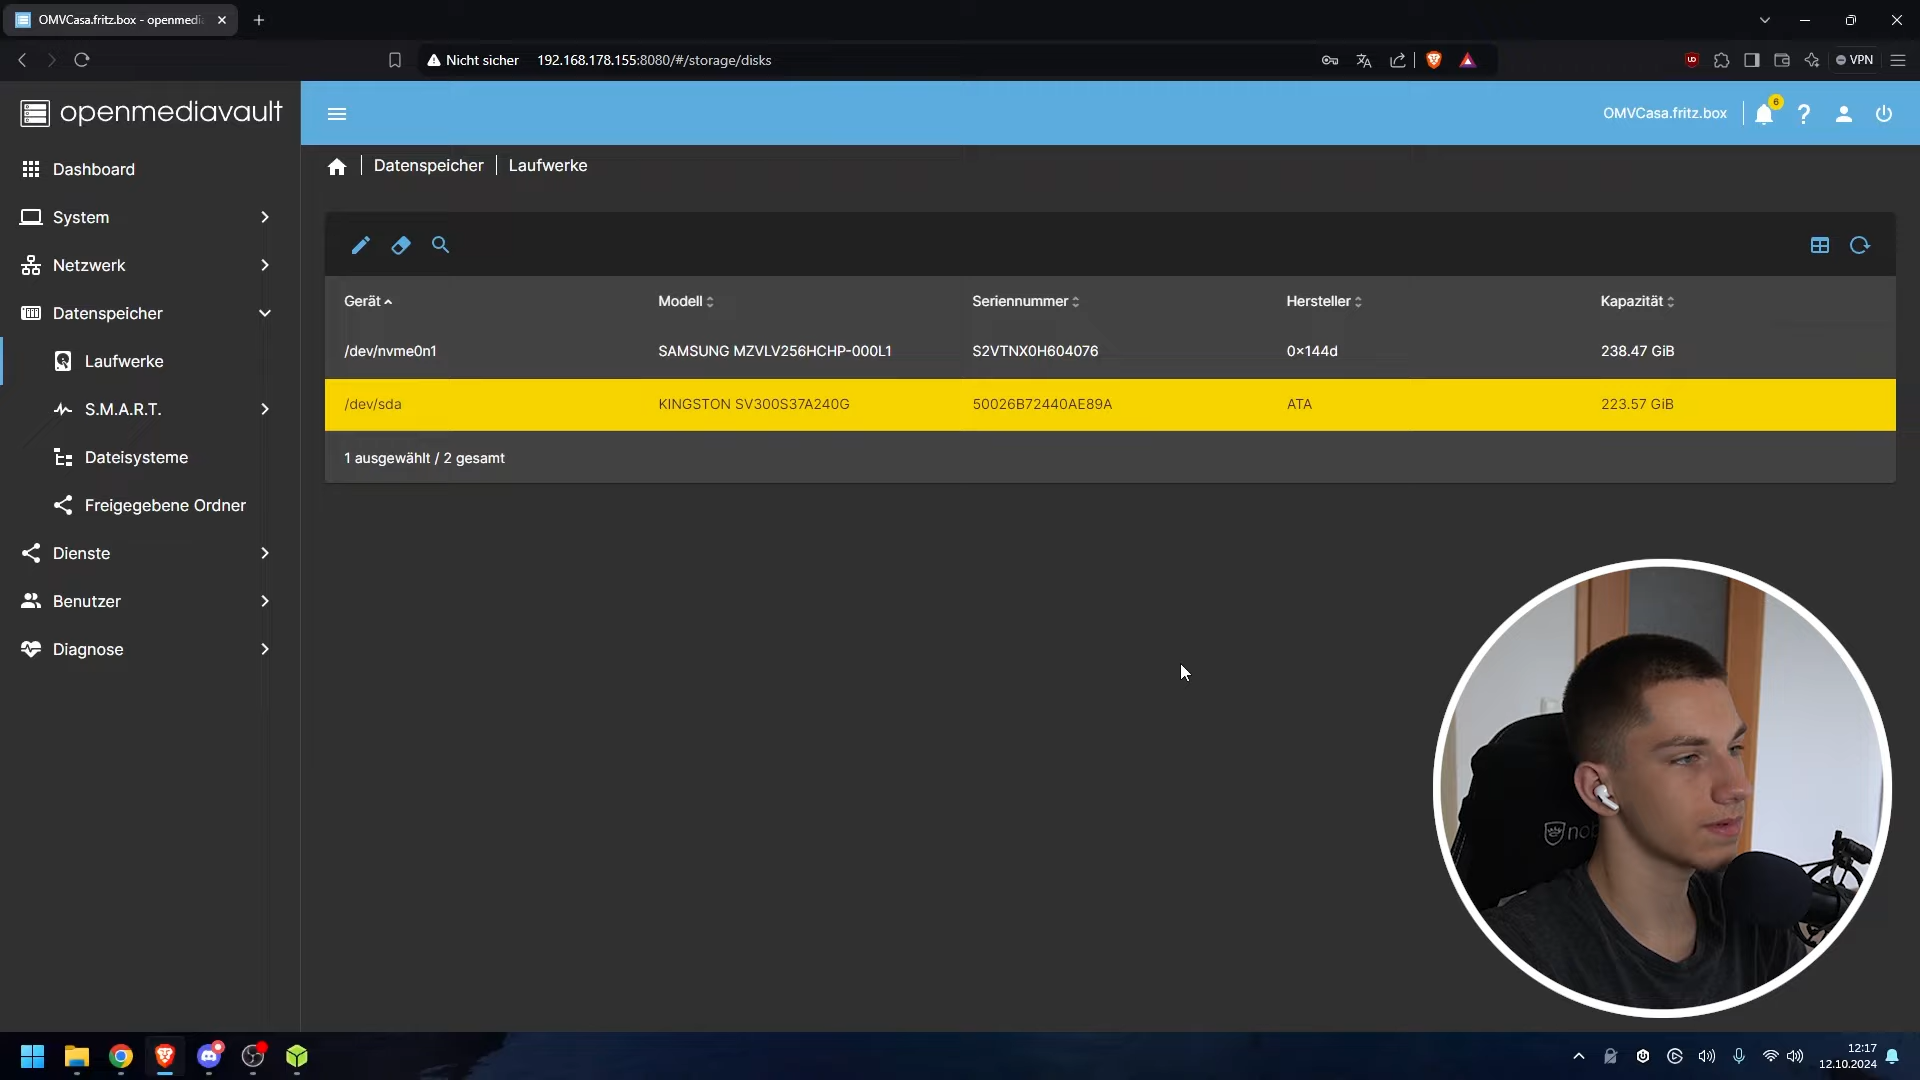 OMVCasa.fritz.box - openmedi
Nicht sicher 192.168.178.155:8080/#/storage/disks
VPN
openmediavault
OMVCasa.fritz.box
6
Datenspeicher | Laufwerke
Dashboard
System
Netzwerk
Datenspeicher
Laufwerke
S.M.A.R.T.
Dateisysteme
Freigegebene Ordner
Dienste
Benutzer
Diagnose
Gerät Modell Seriennummer Hersteller Kapazität
/dev/nvme0n1 SAMSUNG MZVLV256HCHP-000L1 S2VTNX0H604076 0x144d 238.47 GiB
/dev/sda KINGSTON SV300S37A240G 50026B72440AE89A ATA 223.57 GiB
1 ausgewählt / 2 gesamt
12:17
12.10.2024